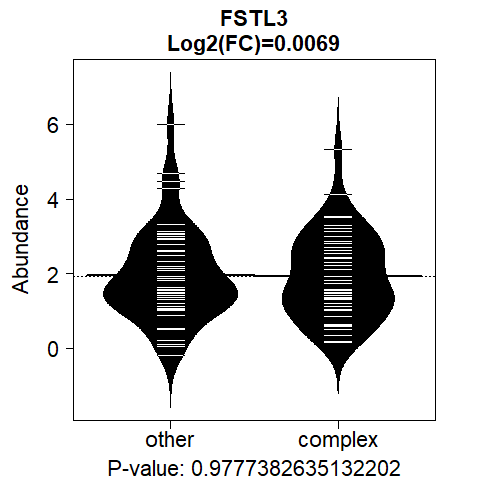 FSTL3
Log2(FC)=0.0069
Abundance
6
4
2
0
other complex
P-value: 0.9777382635132202